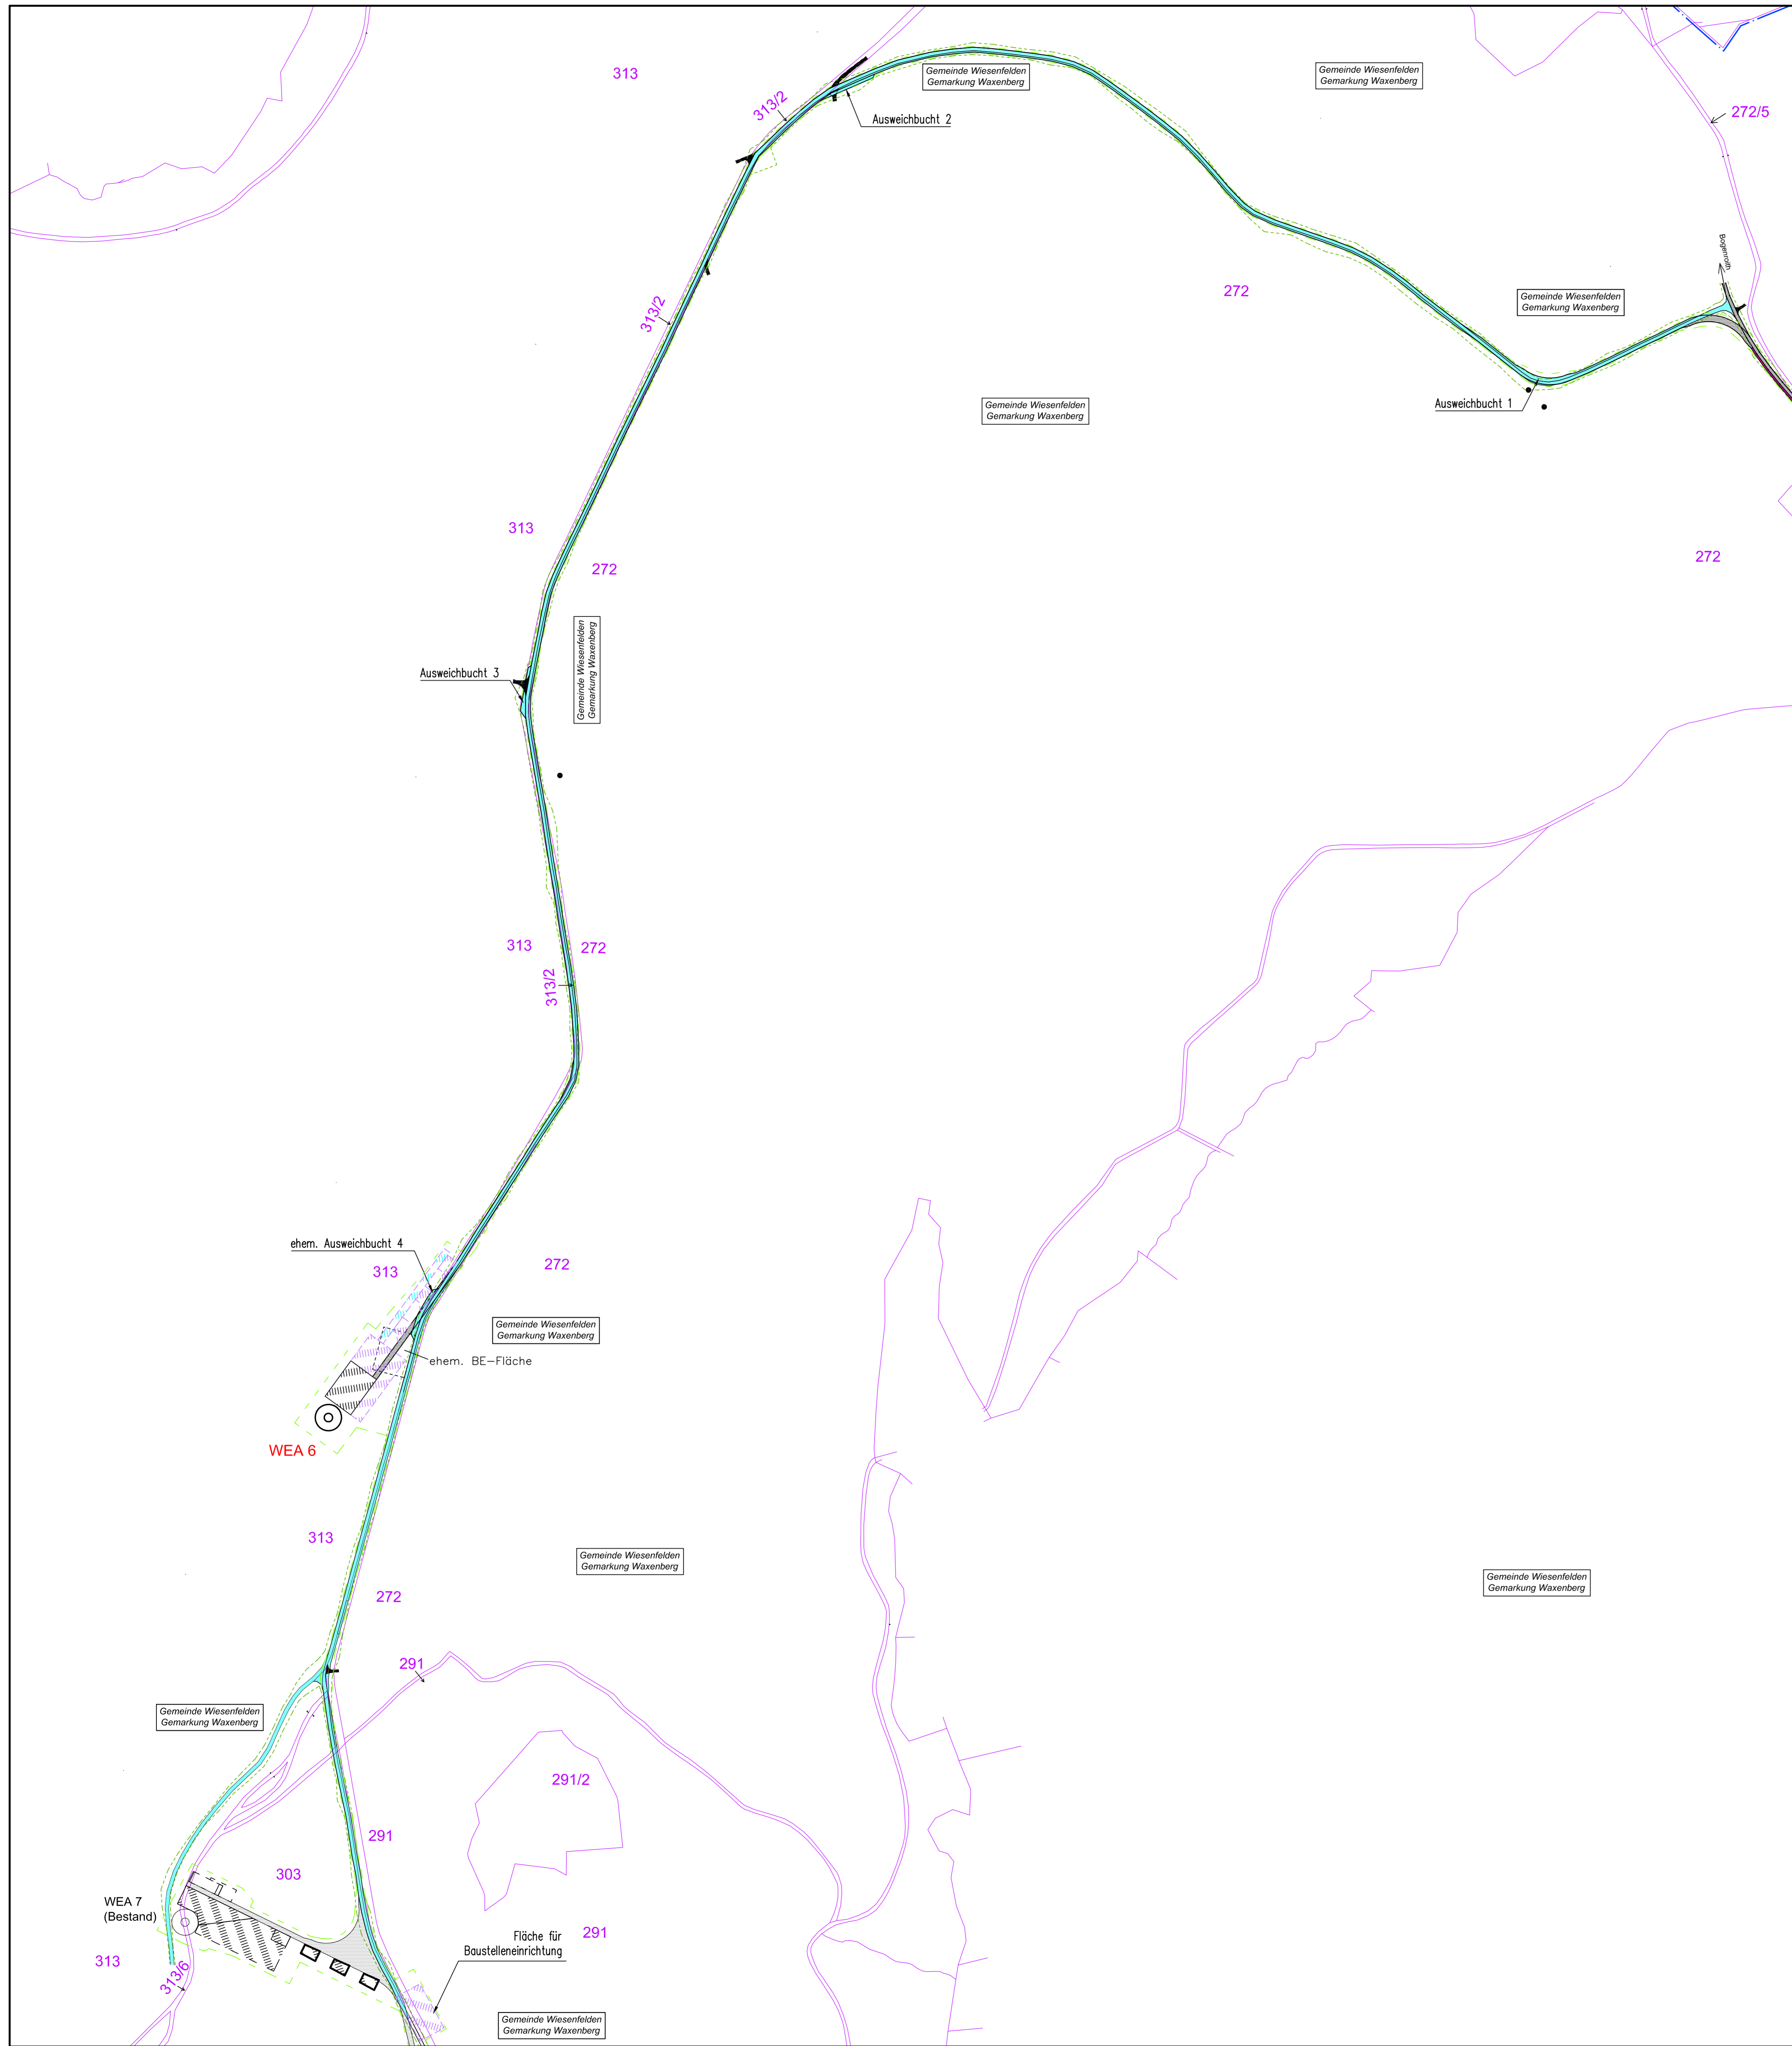 313
313/2
Gemeinde Wiesenfelden
Gemarkung Waxenberg
Gemeinde Wiesenfelden
Gemarkung Waxenberg
272/5
Ausweichbucht 2
Bogenroith
272
313/2
Gemeinde Wiesenfelden
Gemarkung Waxenberg
Gemeinde Wiesenfelden
Gemarkung Waxenberg
Ausweichbucht 1
313
272
272
Gemeinde Wiesenfelden
Gemarkung Waxenberg
Ausweichbucht 3
313
272
313/2
ehem. Ausweichbucht 4
313
272
Gemeinde Wiesenfelden
Gemarkung Waxenberg
ehem. BE-Fläche
WEA 6
313
Gemeinde Wiesenfelden
Gemarkung Waxenberg
Gemeinde Wiesenfelden
Gemarkung Waxenberg
272
291
Gemeinde Wiesenfelden
Gemarkung Waxenberg
291/2
291
303
WEA 7
(Bestand)
291
Fläche für
Baustelleneinrichtung
313
313/6
Gemeinde Wiesenfelden
Gemarkung Waxenberg